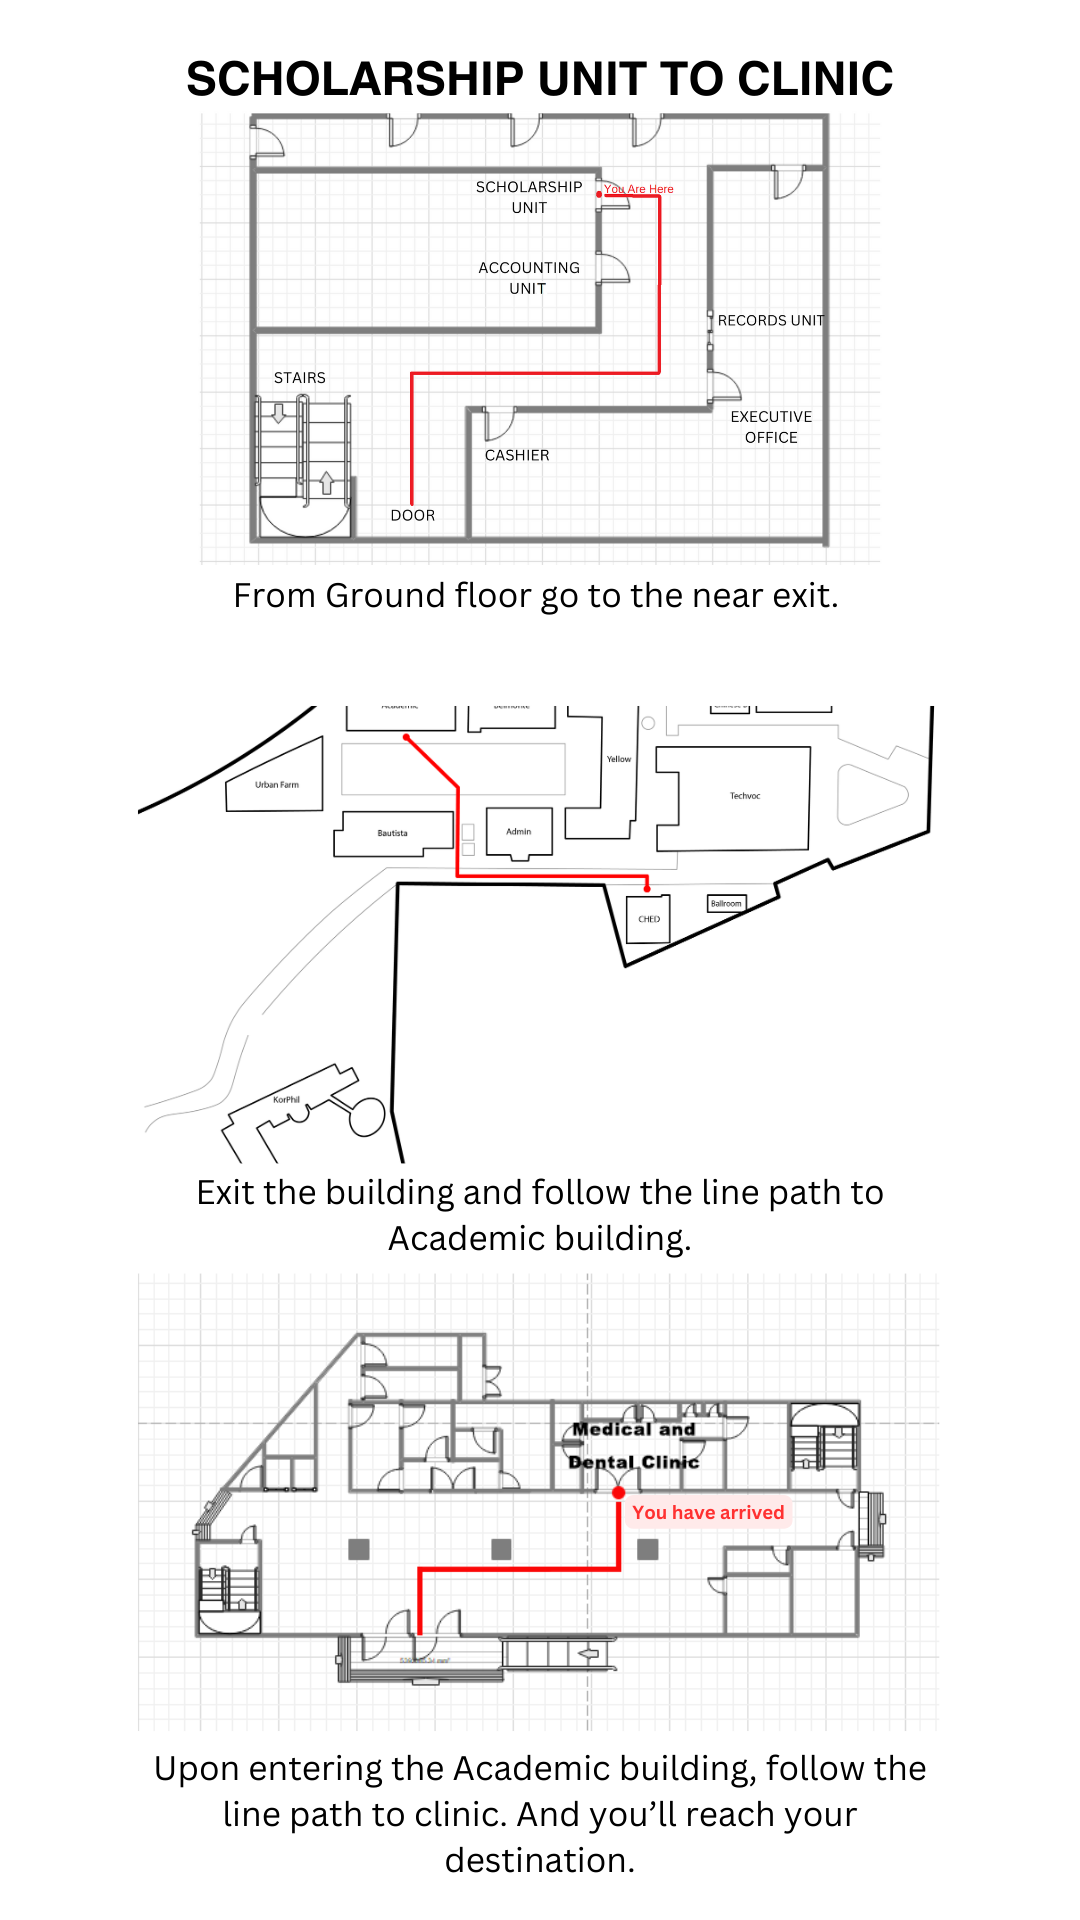 SCHOLARSHIP UNIT TO CLINIC
SCHOLARSHIP
UNIT
You Are Here
ACCOUNTING
UNIT
RECORDS UNIT
STAIRS
EXECUTIVE
OFFICE
CASHIER
DOOR
From Ground floor go to the near exit.
Academic
Belmonte
Yellow
Urban Farm
Techvoc
Bautista
Admin
CHED
Ballroom
KorPhil
Exit the building and follow the line path to
Academic building.
Medical and
Dental Clinic
You have arrived
Upon entering the Academic building, follow the
line path to clinic. And you’ll reach your
destination.